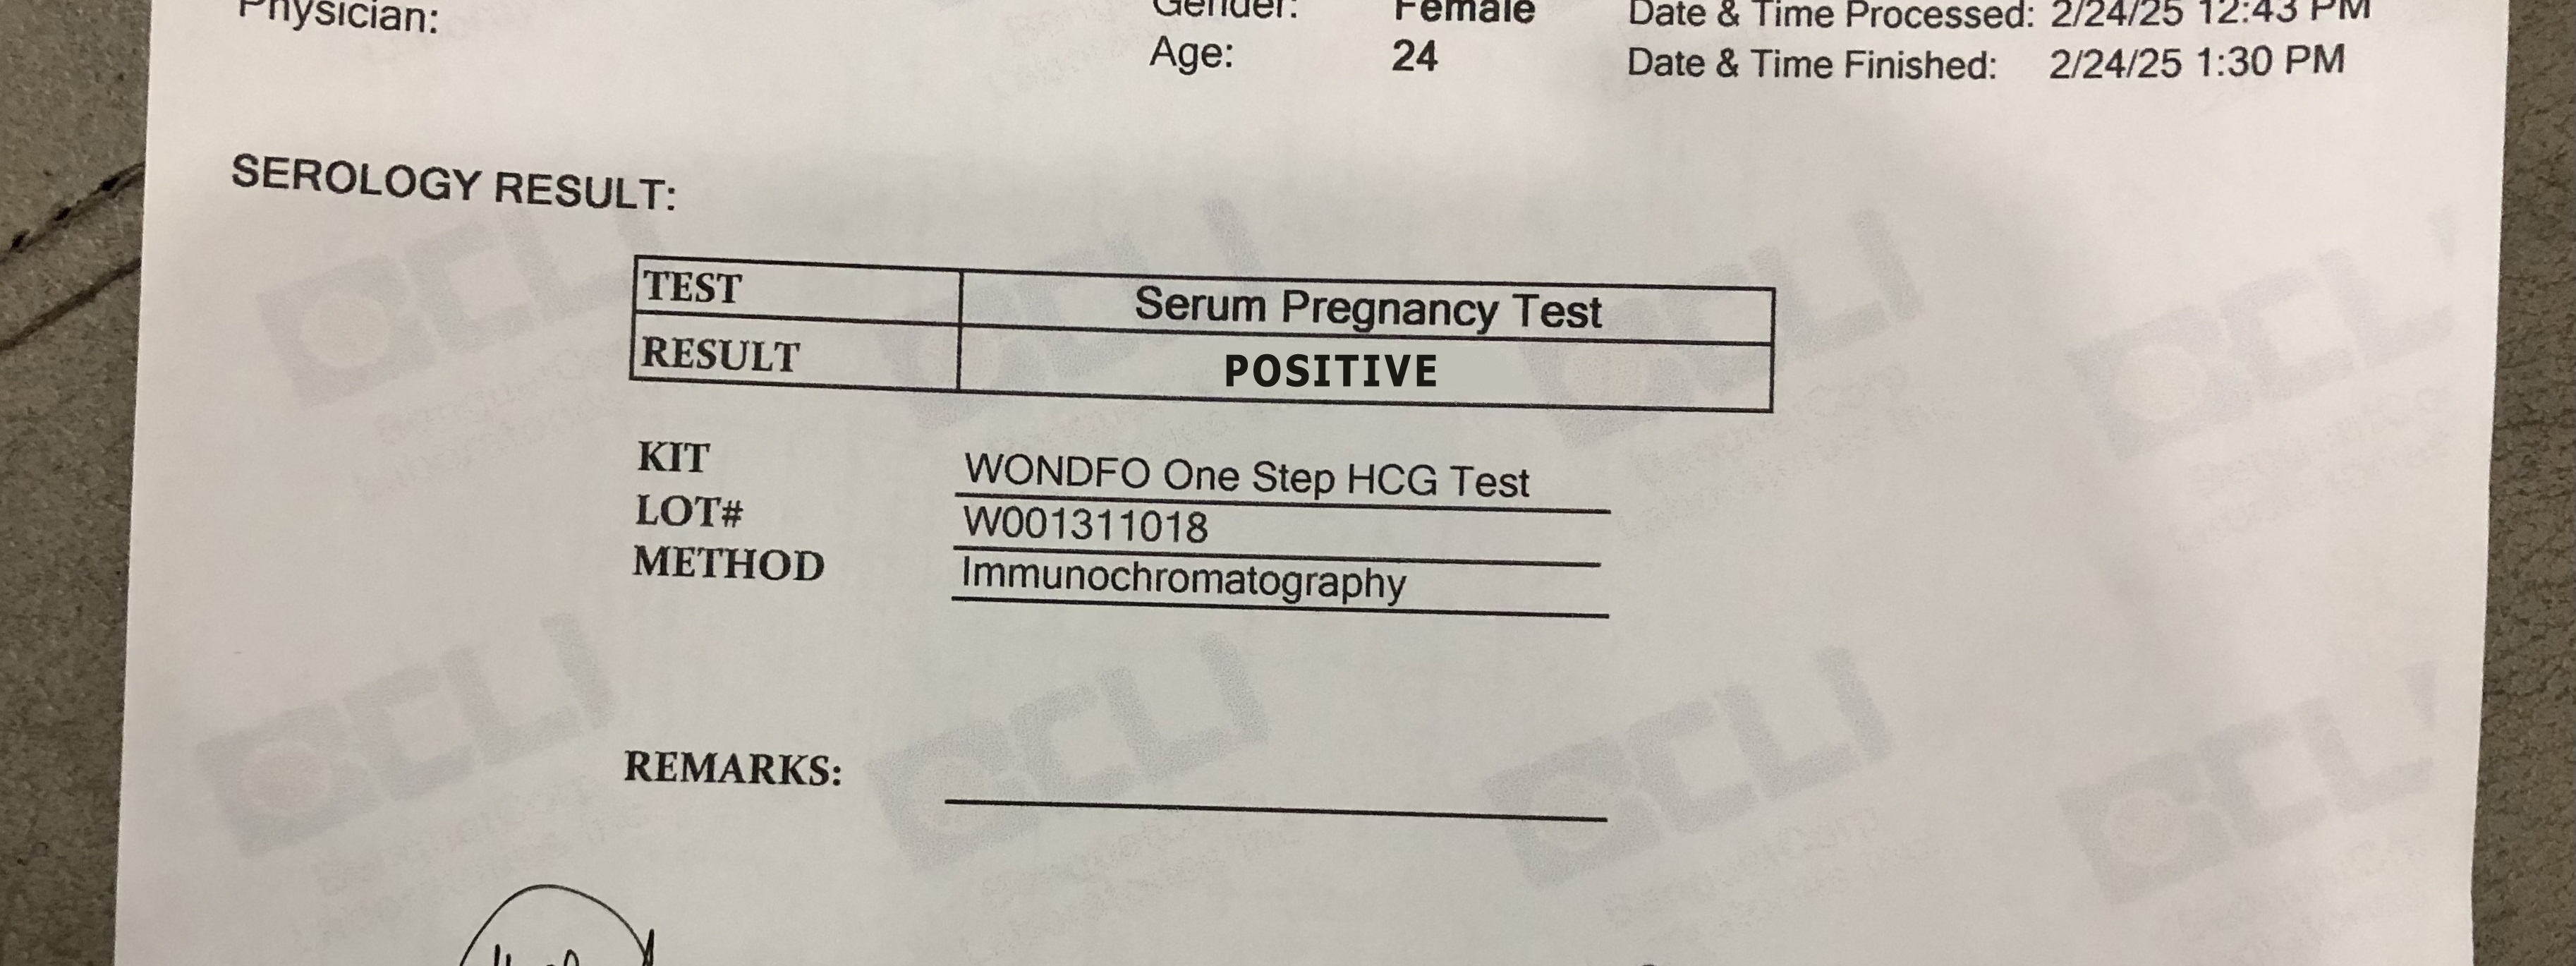 Physician:
Gender: Female
Date & Time Processed: 2/24/25 12:43 PM
Age: 24
Date & Time Finished: 2/24/25 1:30 PM
SEROLOGY RESULT:
TEST Serum Pregnancy Test
RESULT POSITIVE
KIT WONDFO One Step HCG Test
LOT# W001311018
METHOD Immunochromatography
REMARKS: